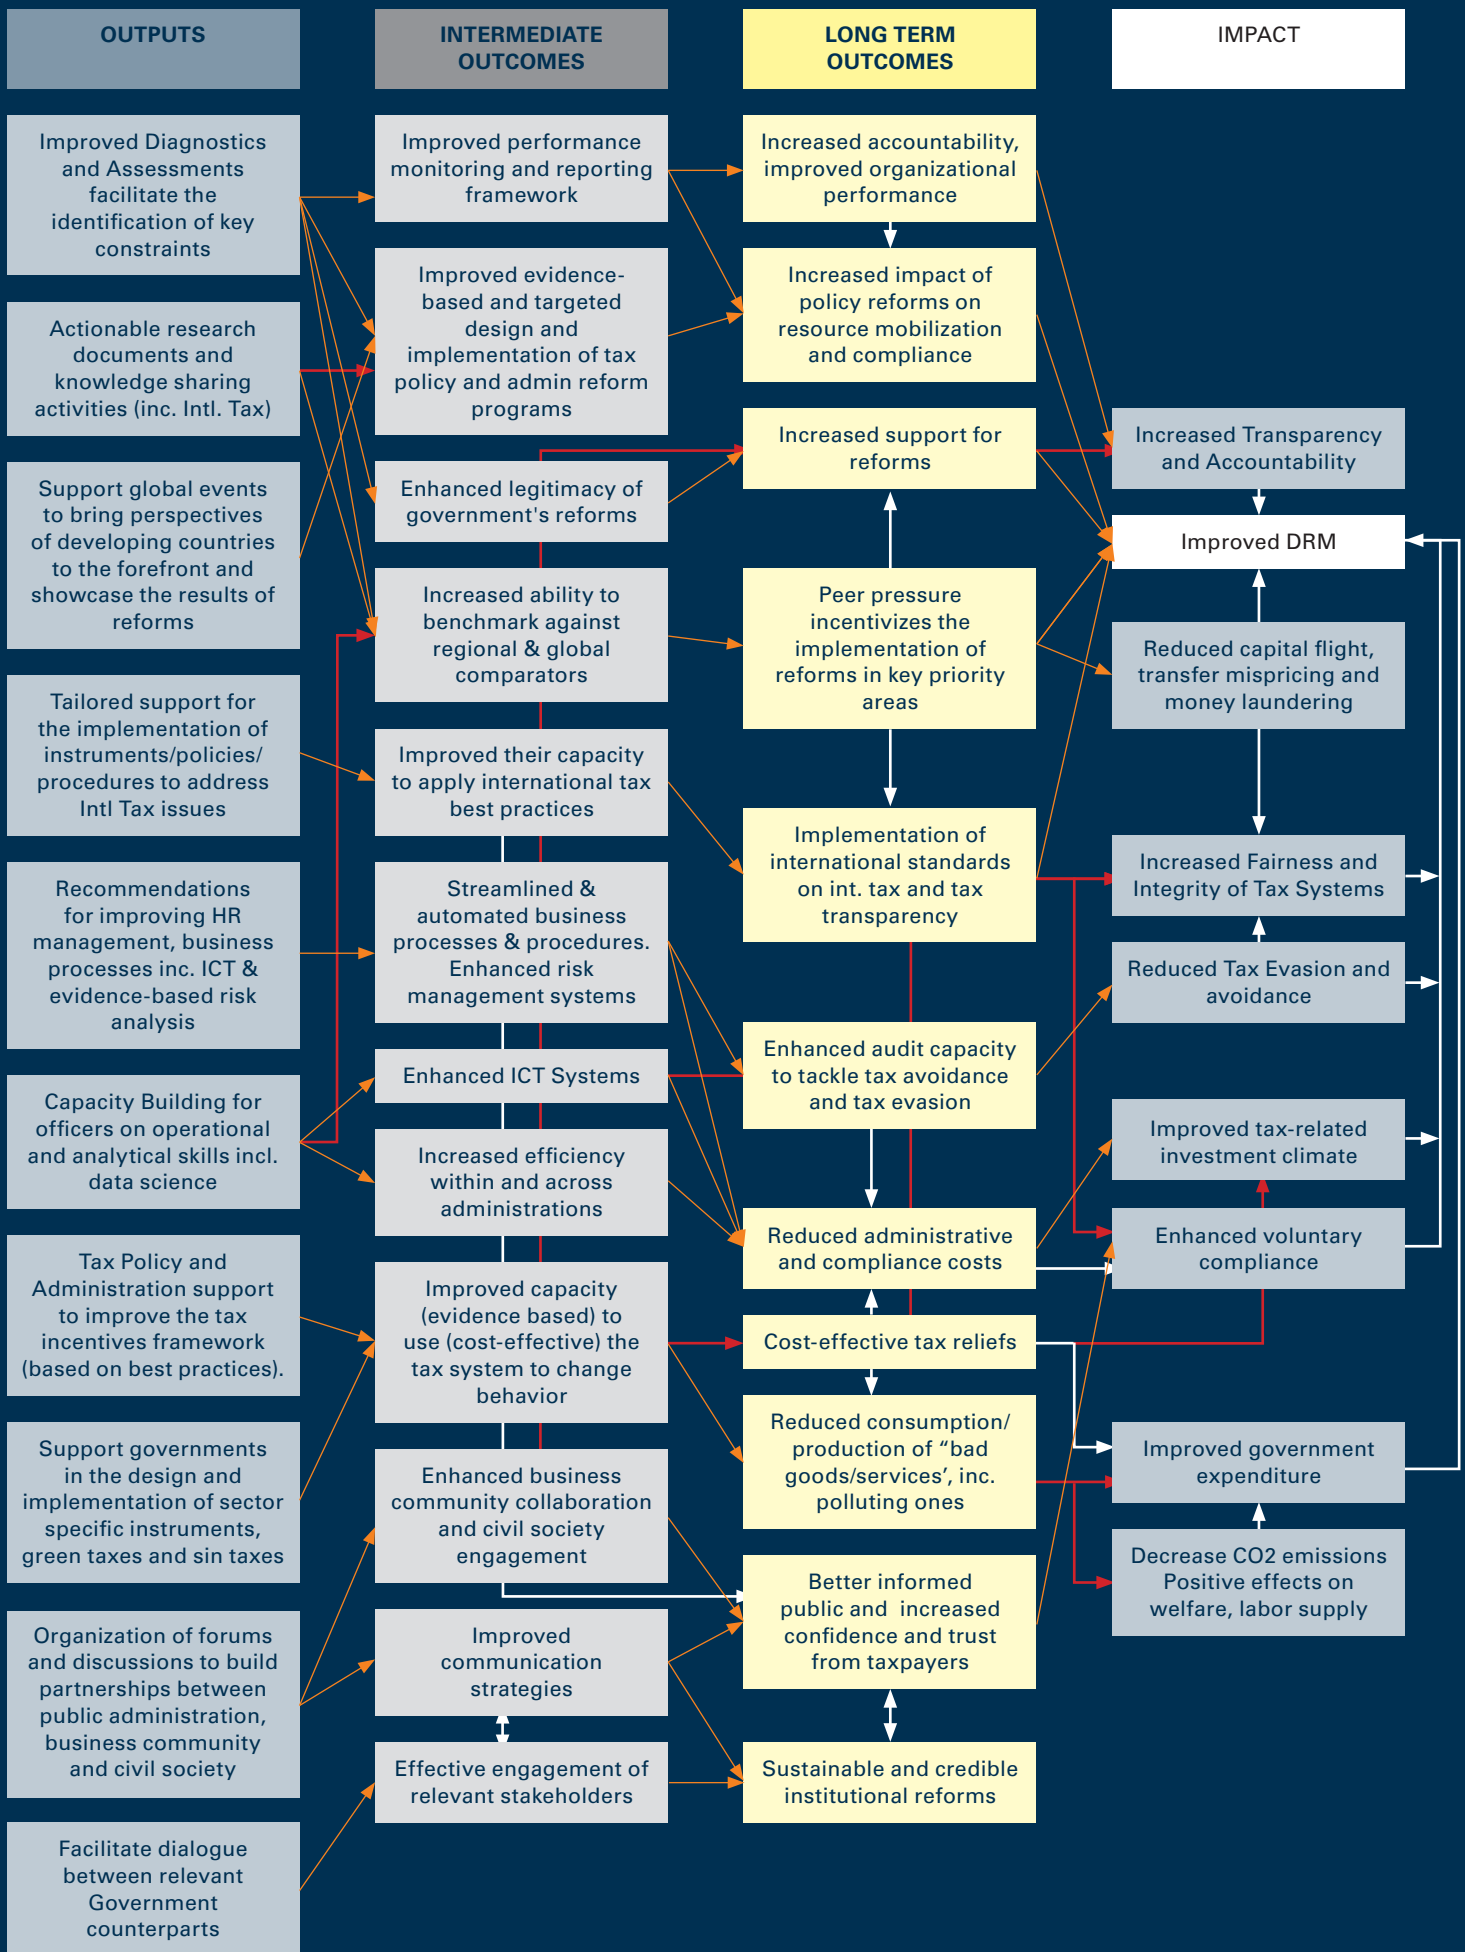 OUTPUTS
INTERMEDIATE
OUTCOMES
LONG TERM
OUTCOMES
IMPACT
Improved Diagnostics
and Assessments
facilitate the
identification of key
constraints
Actionable research
documents and
knowledge sharing
activities (inc. Intl. Tax)
Support global events
to bring perspectives
of developing countries
to the forefront and
showcase the results of
reforms
Tailored support for
the implementation of
instruments/policies/
procedures to address
Intl Tax issues
Recommendations
for improving HR
management, business
processes inc. ICT &
evidence-based risk
analysis
Capacity Building for
officers on operational
and analytical skills incl.
data science
Tax Policy and
Administration support
to improve the tax
incentives framework
(based on best practices).
Support governments
in the design and
implementation of sector
specific instruments,
green taxes and sin taxes
Organization of forums
and discussions to build
partnerships between
public administration,
business community
and civil society
Facilitate dialogue
between relevant
Government
counterparts
Improved performance
monitoring and reporting
framework
Improved evidence-
based and targeted
design and
implementation of tax
policy and admin reform
programs
Enhanced legitimacy of
government's reforms
Increased ability to
benchmark against
regional & global
comparators
Improved their capacity
to apply international tax
best practices
Streamlined &
automated business
processes & procedures.
Enhanced risk
management systems
Enhanced ICT Systems
Increased efficiency
within and across
administrations
Improved capacity
(evidence based) to
use (cost-effective) the
tax system to change
behavior
Enhanced business
community collaboration
and civil society
engagement
Improved
communication
strategies
Effective engagement of
relevant stakeholders
Increased accountability,
improved organizational
performance
Increased impact of
policy reforms on
resource mobilization
and compliance
Increased support for
reforms
Peer pressure
incentivizes the
implementation of
reforms in key priority
areas
Implementation of
international standards
on int. tax and tax
transparency
Enhanced audit capacity
to tackle tax avoidance
and tax evasion
Reduced administrative
and compliance costs
Cost-effective tax reliefs
Reduced consumption/
production of “bad
goods/services’, inc.
polluting ones
Better informed
public and increased
confidence and trust
from taxpayers
Sustainable and credible
institutional reforms
Increased Transparency
and Accountability
Improved DRM
Reduced capital flight,
transfer mispricing and
money laundering
Increased Fairness and
Integrity of Tax Systems
Reduced Tax Evasion and
avoidance
Improved tax-related
investment climate
Enhanced voluntary
compliance
Improved government
expenditure
Decrease CO2 emissions
Positive effects on
welfare, labor supply